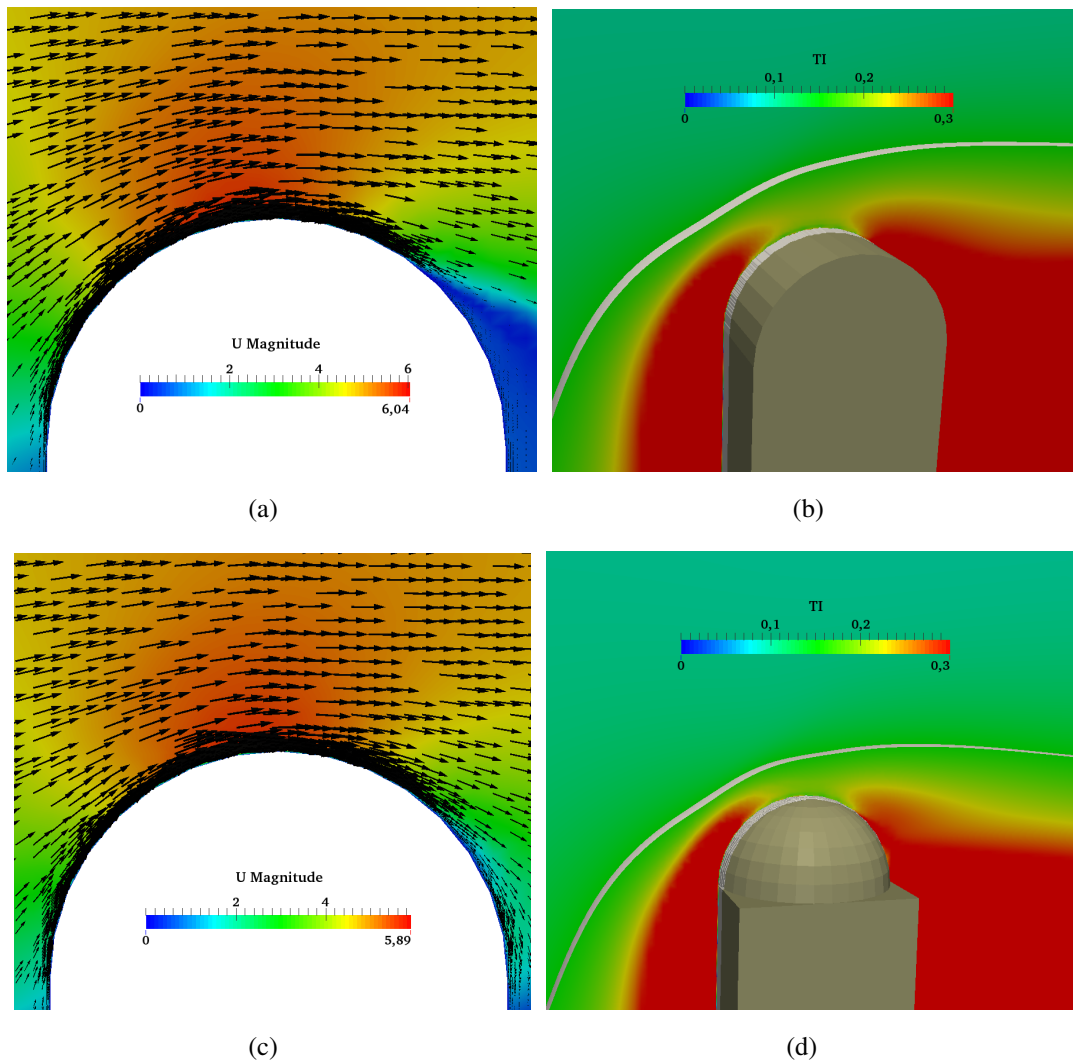 U Magnitude
2 4 6
0 6,04
(a)
TI
0,1 0,2
0 0,3
(b)
U Magnitude
2 4
0 5,89
(c)
TI
0,1 0,2
0 0,3
(d)